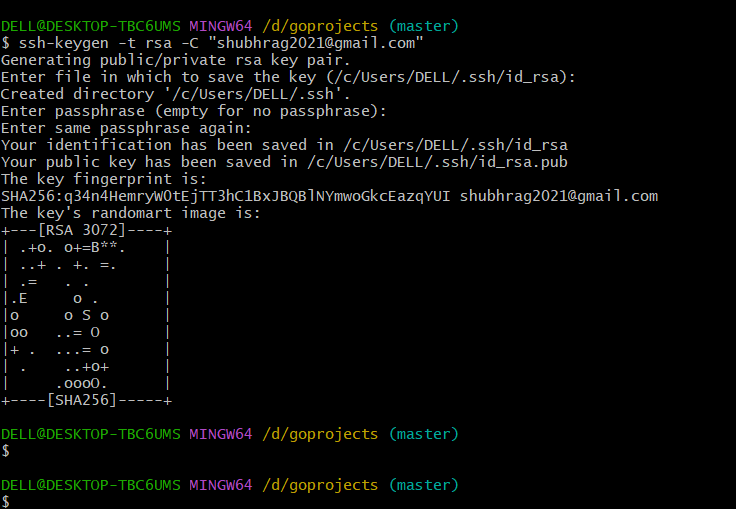 DELL@DESKTOP-TBC6UMS MINGW64 /d/goprojects (master)
$ ssh-keygen -t rsa -C "shubhrag2021@gmail.com"
Generating public/private rsa key pair.
Enter file in which to save the key (/c/Users/DELL/.ssh/id_rsa):
Created directory '/c/Users/DELL/.ssh'.
Enter passphrase (empty for no passphrase):
Enter same passphrase again:
Your identification has been saved in /c/Users/DELL/.ssh/id_rsa
Your public key has been saved in /c/Users/DELL/.ssh/id_rsa.pub
The key fingerprint is:
SHA256:q34n4HemryWOtEjTT3hC1BxJBQBlNYmwoGkcEazqYUI shubhrag2021@gmail.com
The key's randomart image is:
+---[RSA 3072]----+
| .+o. o+=B**.    |
| ..+ . +. =.     |
| .=   . .        |
|.E     o .       |
|o     o S o      |
|oo   ..= O       |
|+ .  ...= o      |
| .    ..+o+      |
|     .oooO.      |
+----[SHA256]-----+
DELL@DESKTOP-TBC6UMS MINGW64 /d/goprojects (master)
$
DELL@DESKTOP-TBC6UMS MINGW64 /d/goprojects (master)
$